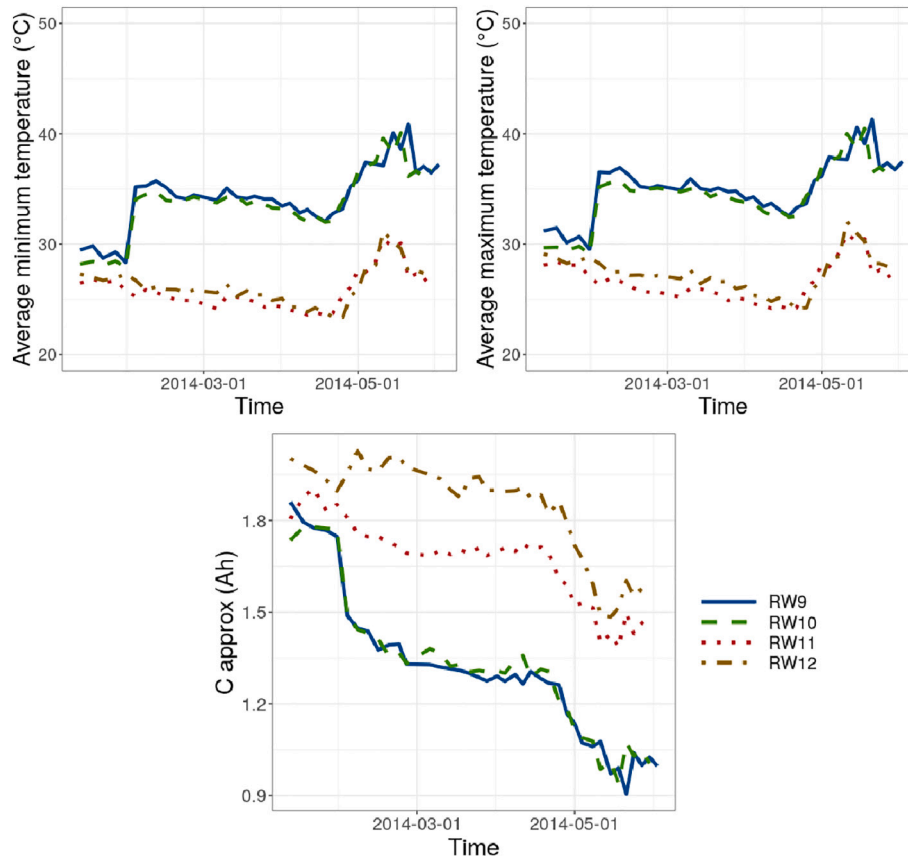 Average minimum temperature (°C)
50
40
30
20
2014-03-01
2014-05-01
Time
Average maximum temperature (°C)
50
40
30
20
2014-03-01
2014-05-01
Time
C approx (Ah)
1.8
1.5
1.2
0.9
2014-03-01
2014-05-01
Time
RW9
RW10
RW11
RW12